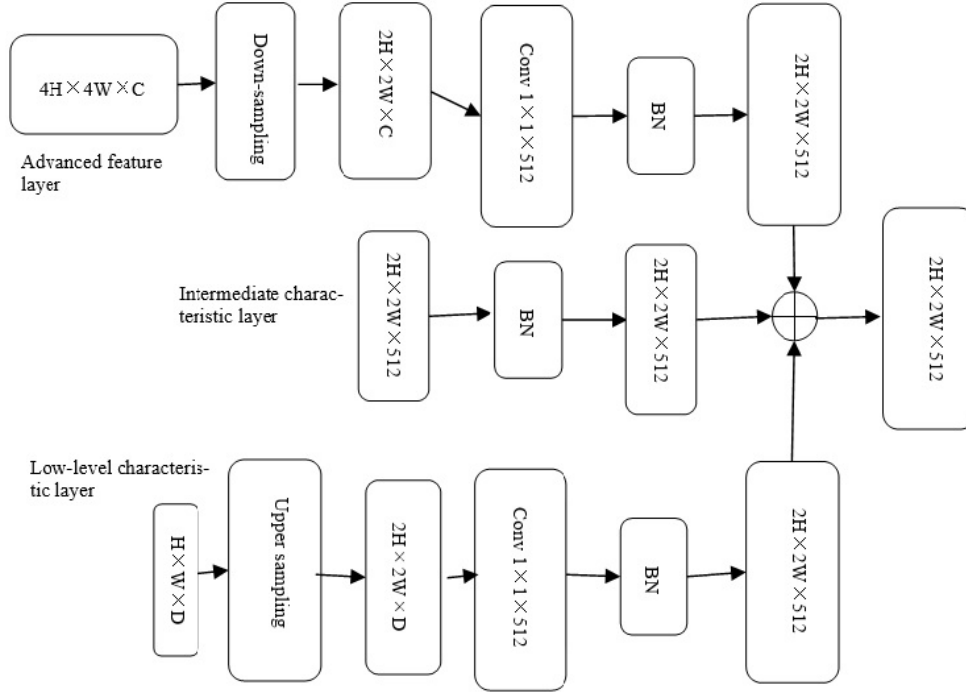 4H×4W×C
Down-sampling
2H×2W×C
Conv 1×1×512
BN
2H×2W×512
Advanced feature
layer
Intermediate charac-
teristic layer
2H×2W×512
BN
2H×2W×512
2H×2W×512
Low-level characteris-
tic layer
H×W×D
Upper sampling
2H×2W×D
Conv 1×1×512
BN
2H×2W×512